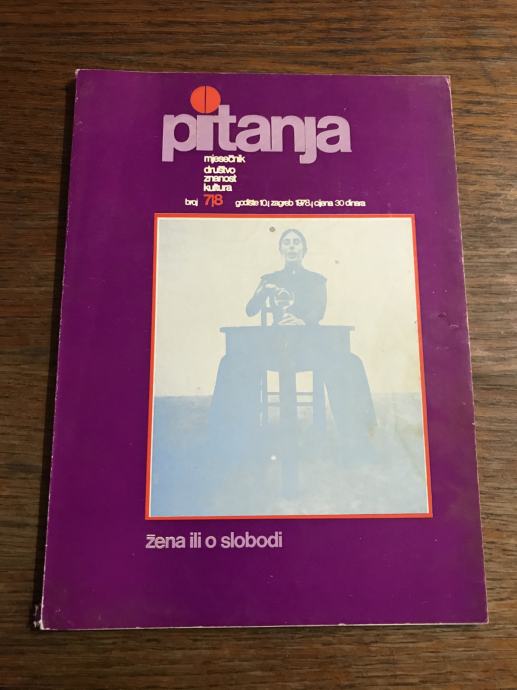 pitanja
mjesečnik
društvo
znanost
kultura
broj 7|8 godište 10, zagreb 1978, cijena 30 dinara
žena ili o slobodi